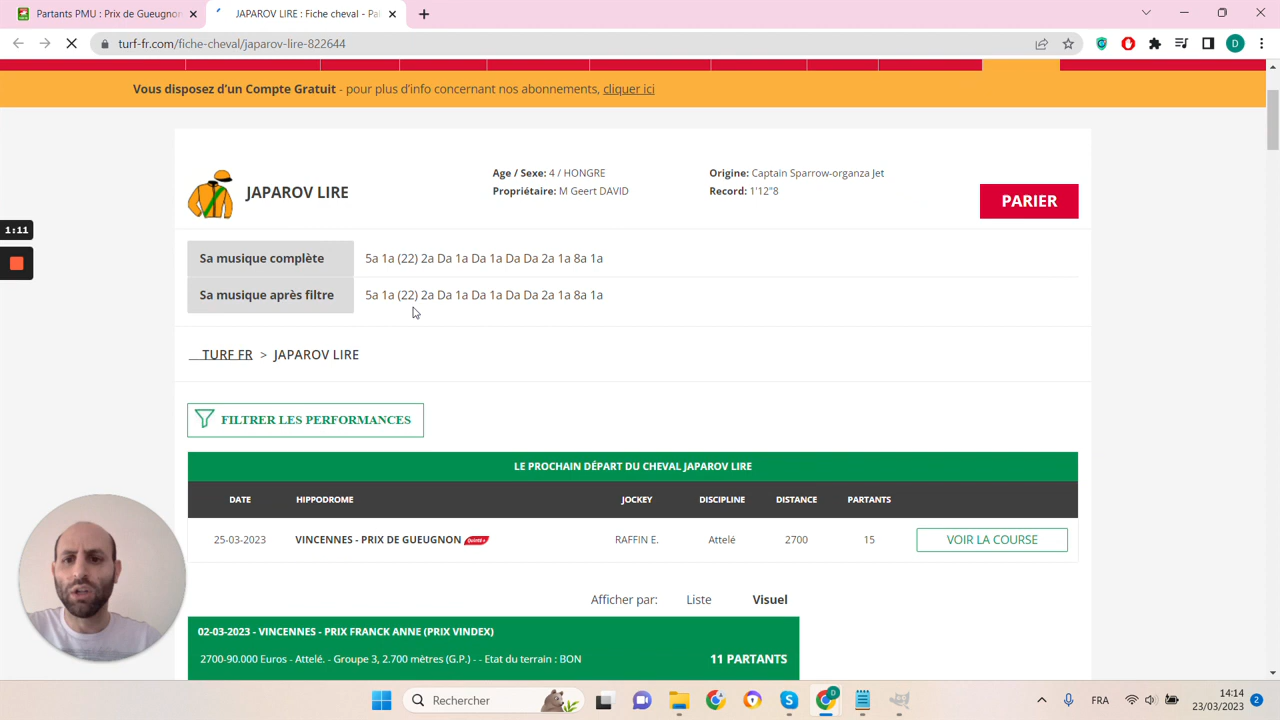 Partants PMU : Prix de Gueugnon
JAPAROV LIRE : Fiche cheval - Pa
turf-fr.com/fiche-cheval/japarov-lire-822644
D
Vous disposez d'un Compte Gratuit - pour plus d'info concernant nos abonnements, cliquer ici
JAPAROV LIRE
Age / Sexe: 4 / HONGRE
Propriétaire: M Geert DAVID
Origine: Captain Sparrow-organza Jet
Record: 1'12"8
PARIER
1:11
Sa musique complète 5a 1a (22) 2a Da 1a Da 1a Da Da 2a 1a 8a 1a
Sa musique après filtre 5a 1a (22) 2a Da 1a Da 1a Da Da 2a 1a 8a 1a
TURF FR > JAPAROV LIRE
FILTRER LES PERFORMANCES
LE PROCHAIN DÉPART DU CHEVAL JAPAROV LIRE
DATE HIPPODROME JOCKEY DISCIPLINE DISTANCE PARTANTS
25-03-2023 VINCENNES - PRIX DE GUEUGNON Quinté+ RAFFIN E. Attelé 2700 15 VOIR LA COURSE
Afficher par: Liste Visuel
02-03-2023 - VINCENNES - PRIX FRANCK ANNE (PRIX VINDEX)
2700-90.000 Euros - Attelé. - Groupe 3, 2.700 mètres (G.P.) - - Etat du terrain : BON 11 PARTANTS
Rechercher
FRA
14:14
23/03/2023
2